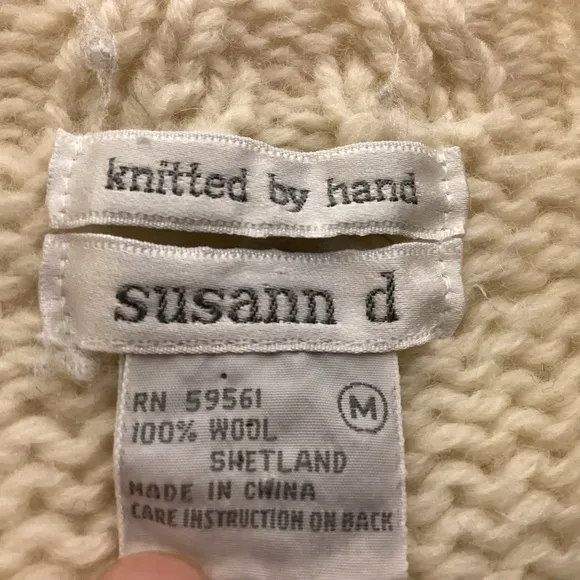 knitted by hand
susann d
RN 59561
M
100% WOOL
SHETLAND
MADE IN CHINA
CARE INSTRUCTION ON BACK